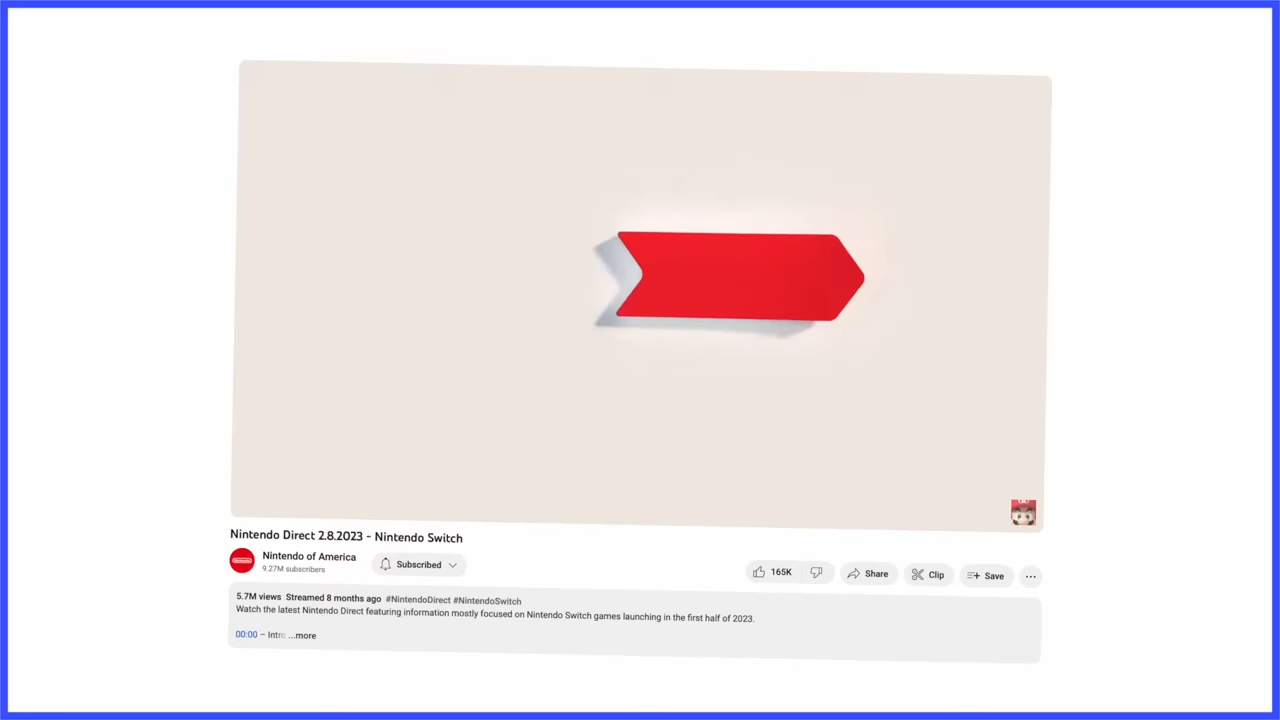 Nintendo Direct 2.8.2023 - Nintendo Switch
Nintendo of America
9.27M subscribers
Subscribed
165K
Share
Clip
Save
5.7M views Streamed 8 months ago #NintendoDirect #NintendoSwitch
Watch the latest Nintendo Direct featuring information mostly focused on Nintendo Switch games launching in the first half of 2023.
00:00 – Intro ...more